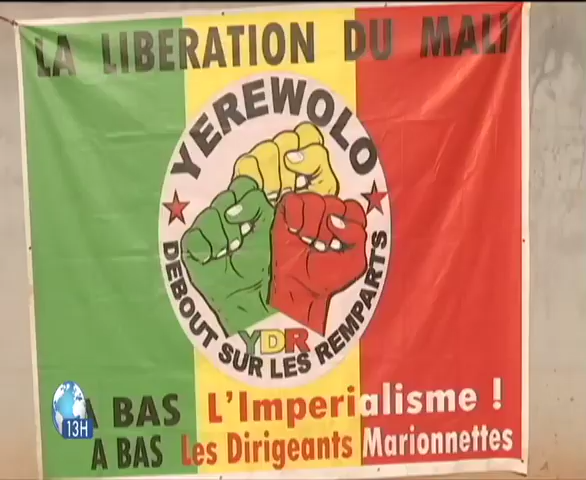 LA LIBERATION DU MALI
YEREWOLO
DEBOUT SUR LES REMPARTS
YDR
A BAS L'Imperialisme !
A BAS Les Dirigeants Marionnettes
13H